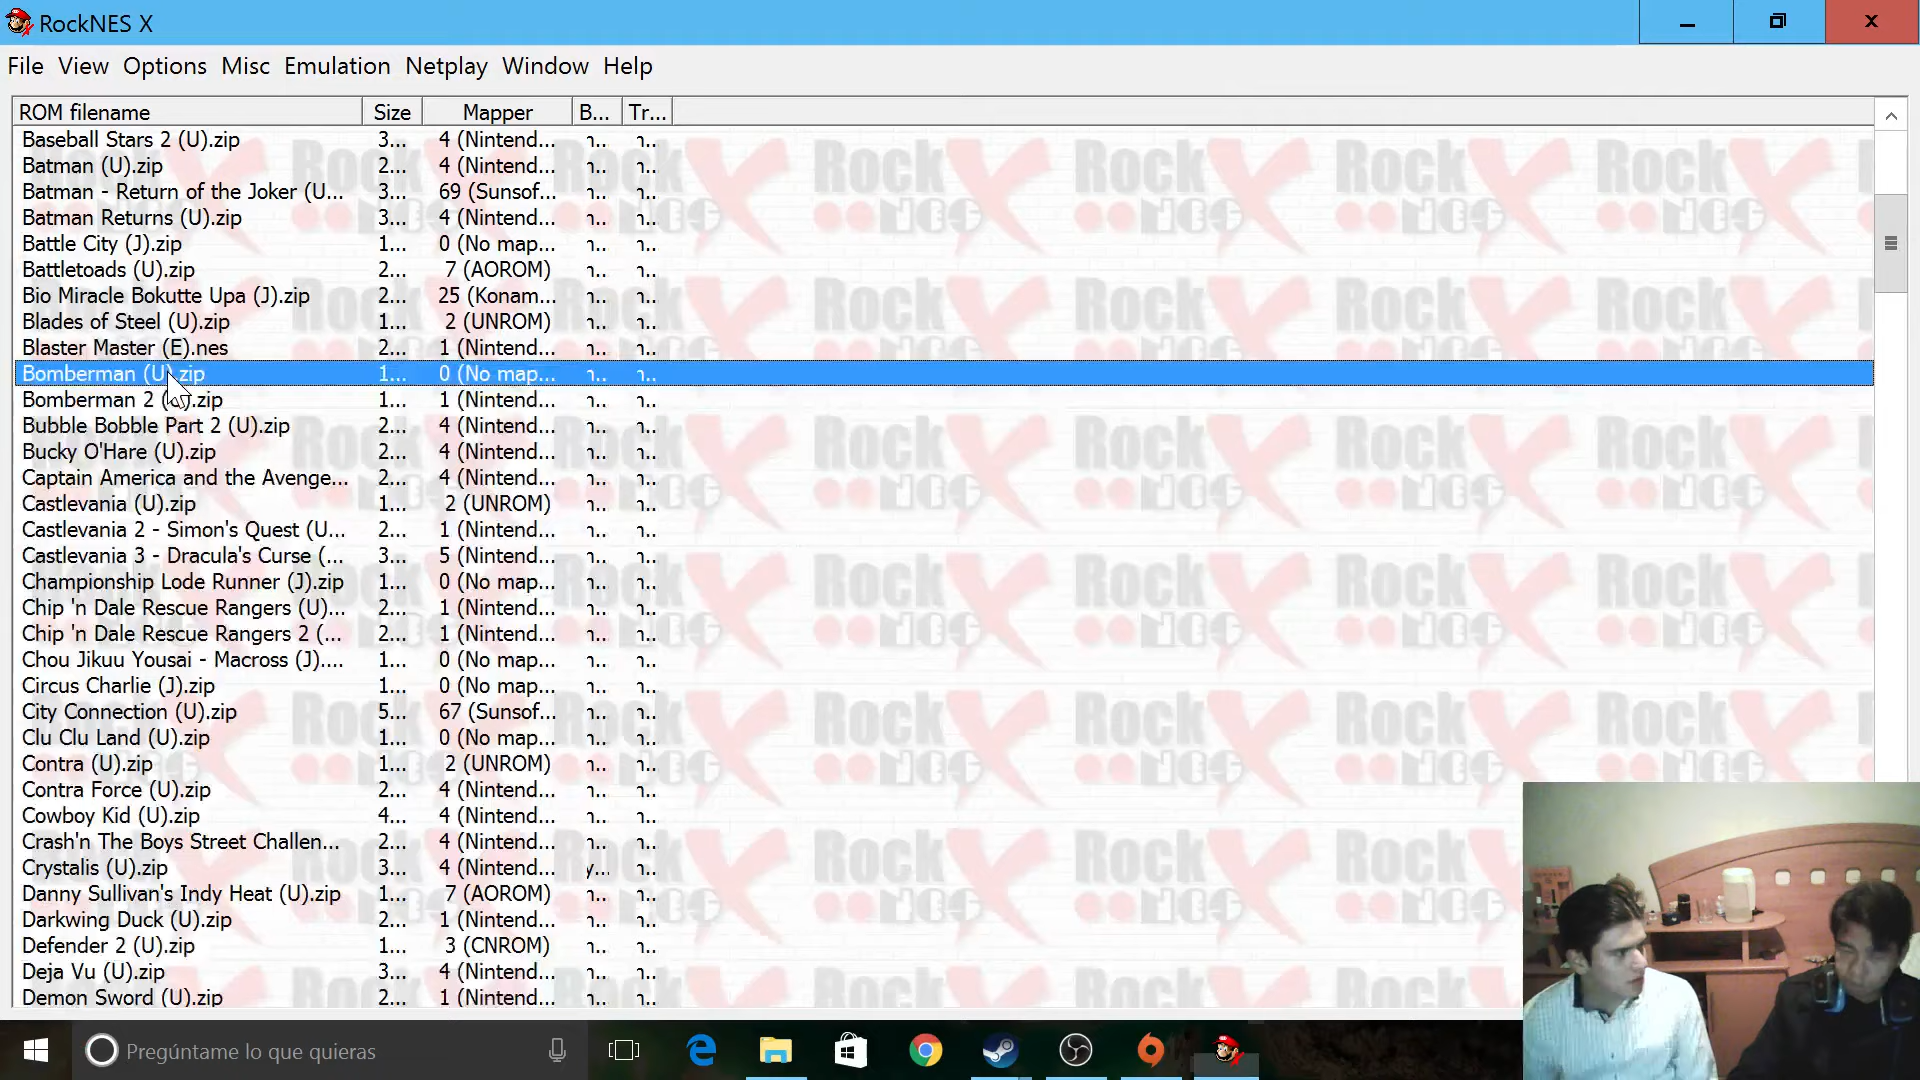 RockNES X
File View Options Misc Emulation Netplay Window Help
ROM filename Size Mapper B... Tr...
Baseball Stars 2 (U).zip 3... 4 (Nintend...
Batman (U).zip 2... 4 (Nintend...
Batman - Return of the Joker (U... 3... 69 (Sunsof...
Batman Returns (U).zip 3... 4 (Nintend...
Battle City (J).zip 1... 0 (No map...
Battletoads (U).zip 2... 7 (AOROM)
Bio Miracle Bokutte Upa (J).zip 2... 25 (Konam...
Blades of Steel (U).zip 1... 2 (UNROM)
Blaster Master (E).nes 2... 1 (Nintend...
Bomberman (U).zip 1... 0 (No map...
Bomberman 2 .zip 1... 1 (Nintend...
Bubble Bobble Part 2 (U).zip 2... 4 (Nintend...
Bucky O'Hare (U).zip 2... 4 (Nintend...
Captain America and the Avenge... 2... 4 (Nintend...
Castlevania (U).zip 1... 2 (UNROM)
Castlevania 2 - Simon's Quest (U... 2... 1 (Nintend...
Castlevania 3 - Dracula's Curse (... 3... 5 (Nintend...
Championship Lode Runner (J).zip 1... 0 (No map...
Chip 'n Dale Rescue Rangers (U)... 2... 1 (Nintend...
Chip 'n Dale Rescue Rangers 2 (... 2... 1 (Nintend...
Chou Jikuu Yousai - Macross (J).... 1... 0 (No map...
Circus Charlie (J).zip 1... 0 (No map...
City Connection (U).zip 5... 67 (Sunsof...
Clu Clu Land (U).zip 1... 0 (No map...
Contra (U).zip 1... 2 (UNROM)
Contra Force (U).zip 2... 4 (Nintend...
Cowboy Kid (U).zip 4... 4 (Nintend...
Crash'n The Boys Street Challen... 2... 4 (Nintend...
Crystalis (U).zip 3... 4 (Nintend... y...
Danny Sullivan's Indy Heat (U).zip 1... 7 (AOROM)
Darkwing Duck (U).zip 2... 1 (Nintend...
Defender 2 (U).zip 1... 3 (CNROM)
Deja Vu (U).zip 3... 4 (Nintend...
Demon Sword (U).zip 2... 1 (Nintend...
Pregúntame lo que quieras